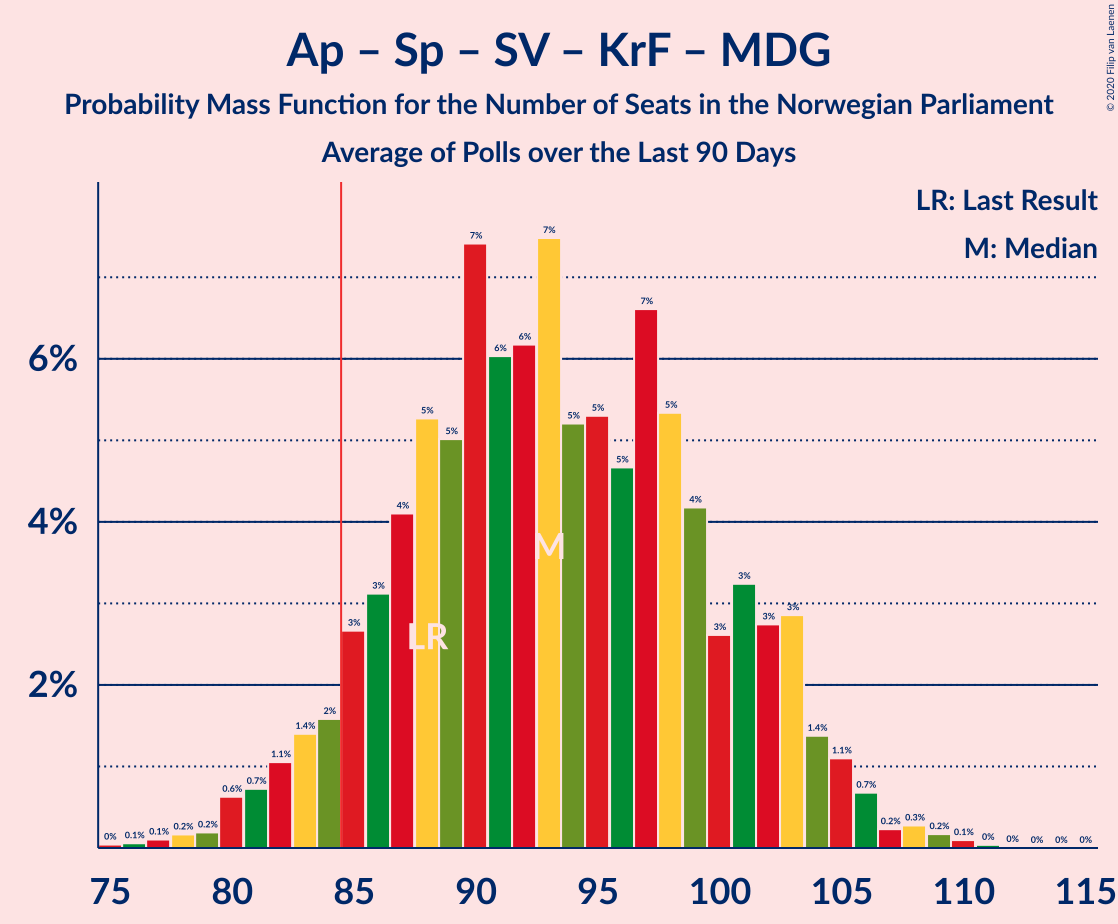 Ap – Sp – SV – KrF – MDG
Probability Mass Function for the Number of Seats in the Norwegian Parliament
Average of Polls over the Last 90 Days
© 2020 Filip van Laenen
LR: Last Result
M: Median
6%
4%
2%
0% 0.1% 0.1% 0.2% 0.2% 0.6% 0.7% 1.1% 1.4% 2% 3% 3% 4% 5% 5% 7% 6% 6% 7% 5% 5% 5% 7% 5% 4% 3% 3% 3% 3% 1.4% 1.1% 0.7% 0.2% 0.3% 0.2% 0.1% 0% 0% 0% 0% 0%
LR
M
75 80 85 90 95 100 105 110 115